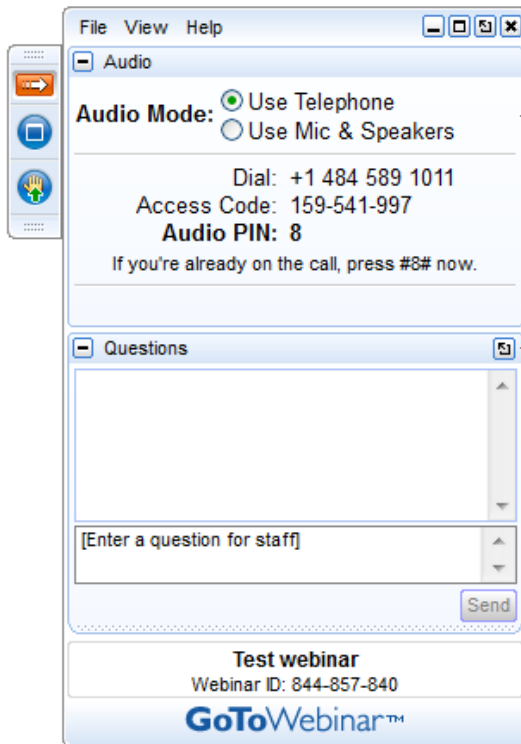 File View Help
Audio
Audio Mode: Use Telephone
Use Mic & Speakers
Dial: +1 484 589 1011
Access Code: 159-541-997
Audio PIN: 8
If you're already on the call, press #8# now.
Questions
[Enter a question for staff]
Send
Test webinar
Webinar ID: 844-857-840
GoToWebinar™